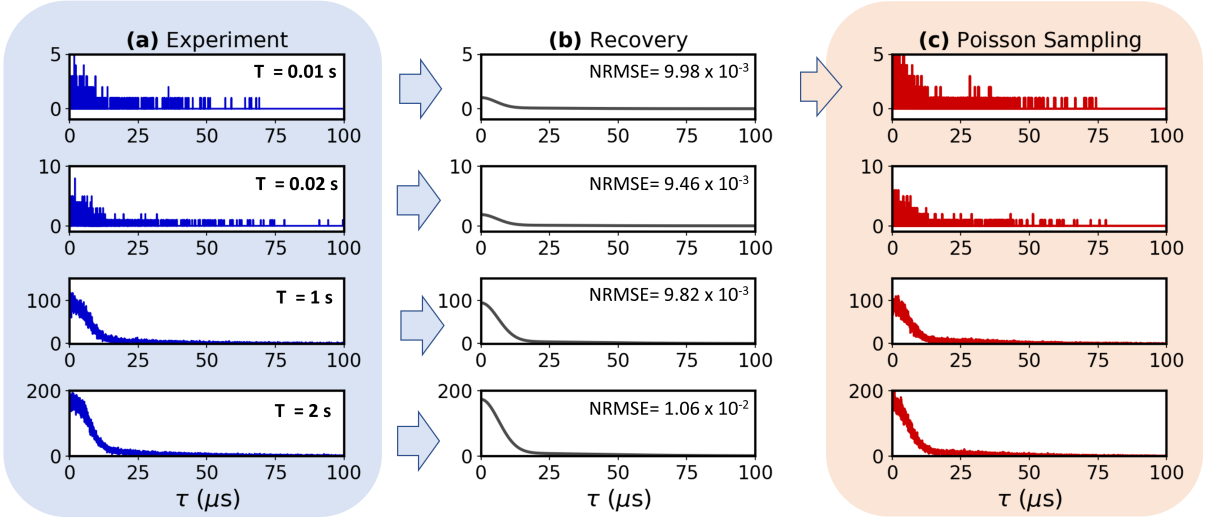 (a) Experiment
(b) Recovery
(c) Poisson Sampling
5
0
T = 0.01 s
0 25 50 75 100
5
0
NRMSE= 9.98 x 10-3
0 25 50 75 100
5
0
0 25 50 75 100
10
0
T = 0.02 s
0 25 50 75 100
10
0
NRMSE= 9.46 x 10-3
0 25 50 75 100
10
0
0 25 50 75 100
100
0
T = 1 s
0 25 50 75 100
100
0
NRMSE= 9.82 x 10-3
0 25 50 75 100
100
0
0 25 50 75 100
200
0
T = 2 s
0 25 50 75 100
τ (μs)
200
0
NRMSE= 1.06 x 10-2
0 25 50 75 100
τ (μs)
200
0
0 25 50 75 100
τ (μs)